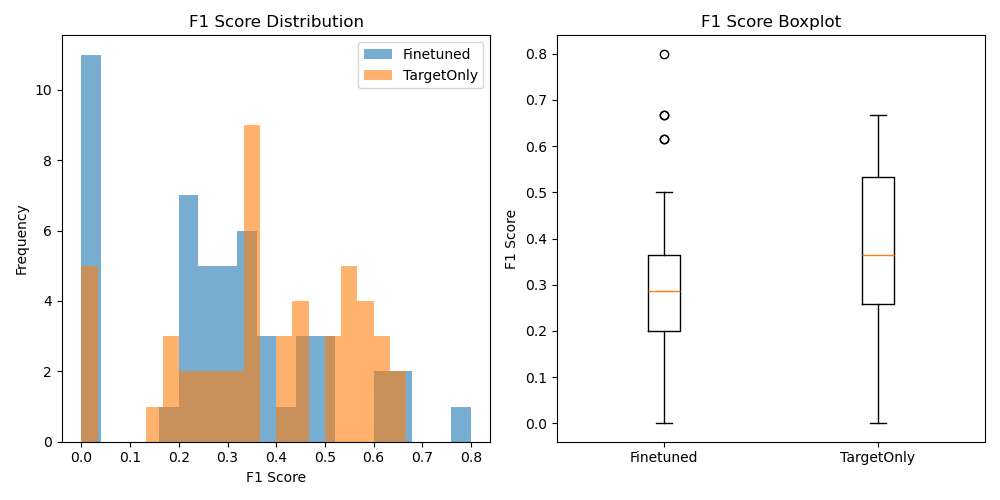 F1 Score Distribution
Finetuned
TargetOnly
10
8
6
4
2
0
Frequency
0.0 0.1 0.2 0.3 0.4 0.5 0.6 0.7 0.8
F1 Score
F1 Score Boxplot
0.8
0.7
0.6
0.5
0.4
0.3
0.2
0.1
0.0
F1 Score
Finetuned TargetOnly